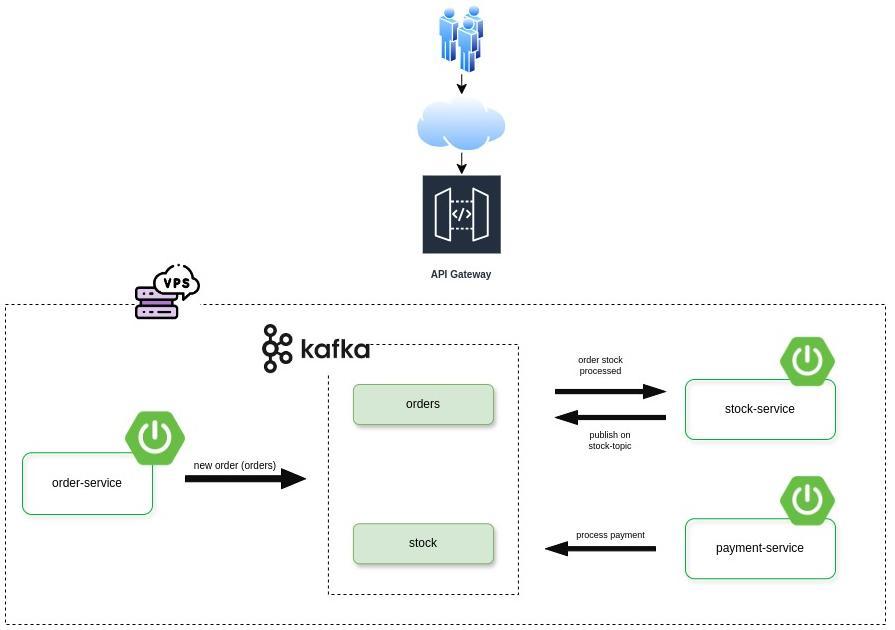 </>
API Gateway
VPS
kafka
orders
order stock
processed
stock-service
publish on
stock-topic
new order (orders)
order-service
stock
process payment
payment-service